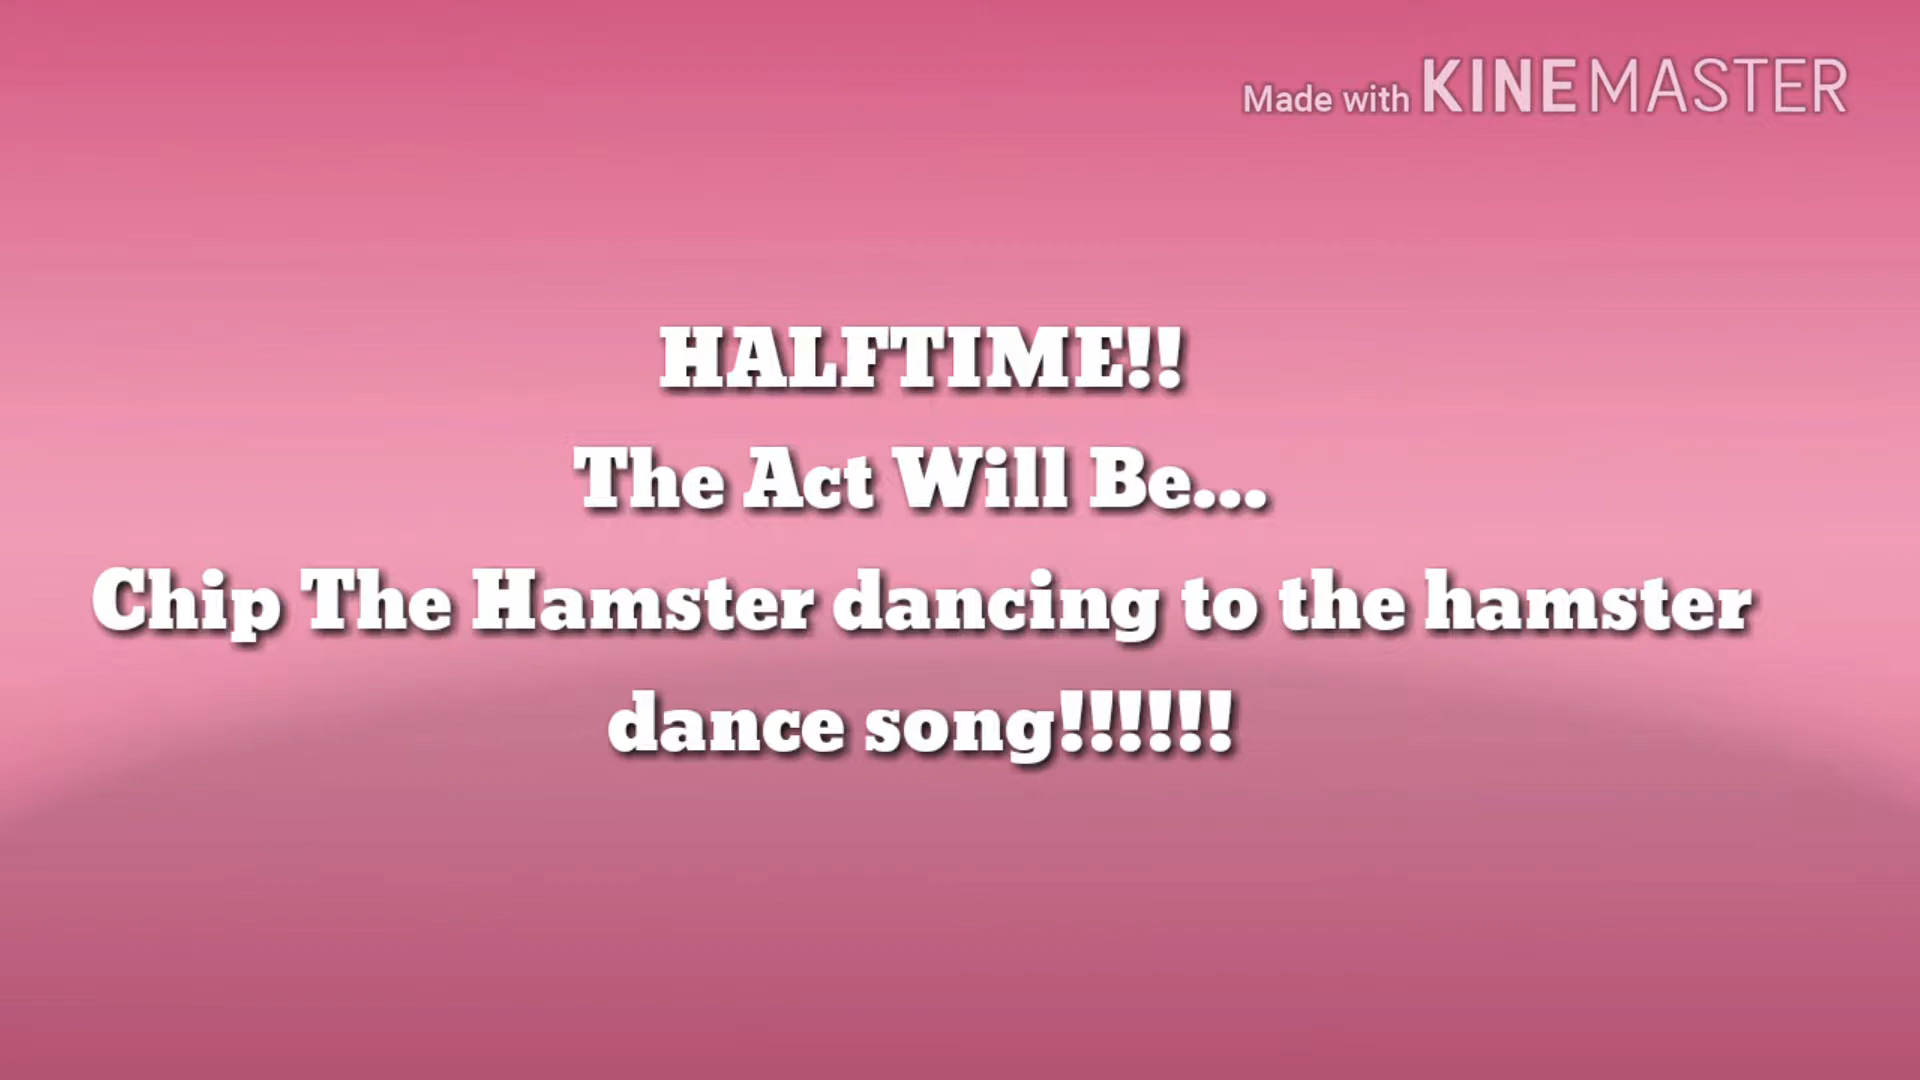 Made with KINEMASTER
HALFTIME!!
The Act Will Be...
Chip The Hamster dancing to the hamster
dance song!!!!!!